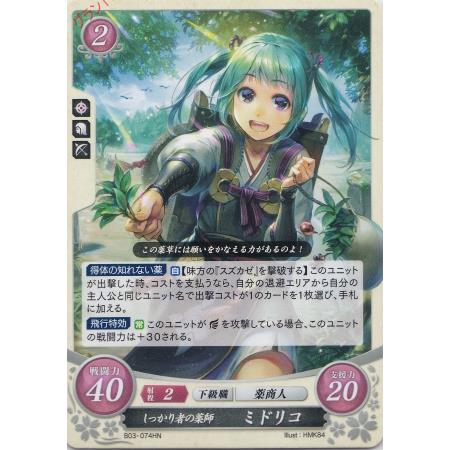 2
この薬草には願いをかなえる力があるのよ！
得体の知れない薬 自【味方の『スズカゼ』を撃破する】このユニット
が出撃した時、コストを支払うなら、自分の退避エリアから自分の
主人公と同じユニット名で出撃コストが1のカードを1枚選び、手札
に加える。
飛行特効 常 このユニットが を攻撃している場合、このユニット
の戦闘力は＋30される。
戦闘力
40
射程 2
下級職
薬商人
支援力
20
しっかり者の薬師 ミドリコ
B03-074HN
Illust : HMK84